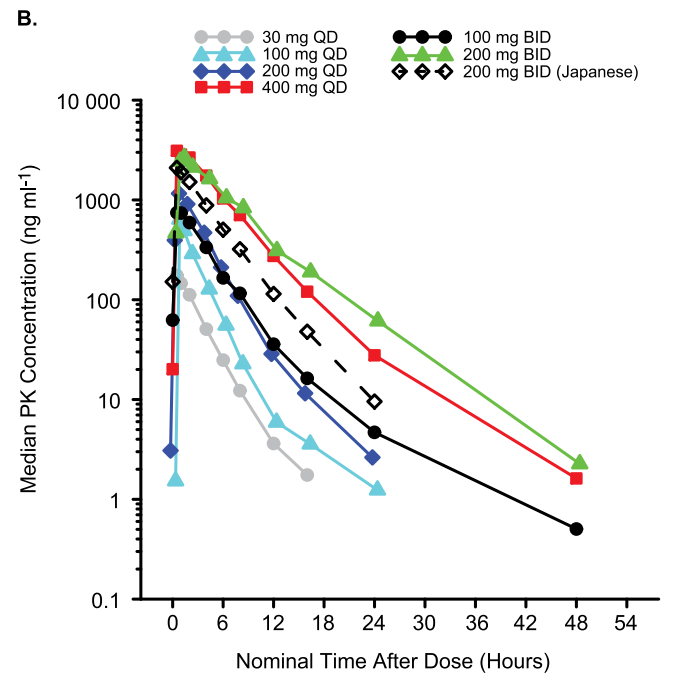 B.
30 mg QD
100 mg QD
200 mg QD
400 mg QD
100 mg BID
200 mg BID
200 mg BID (Japanese)
Median PK Concentration (ng ml-1)
10 000
1000
100
10
1
0.1
0 6 12 18 24 30 36 42 48 54
Nominal Time After Dose (Hours)